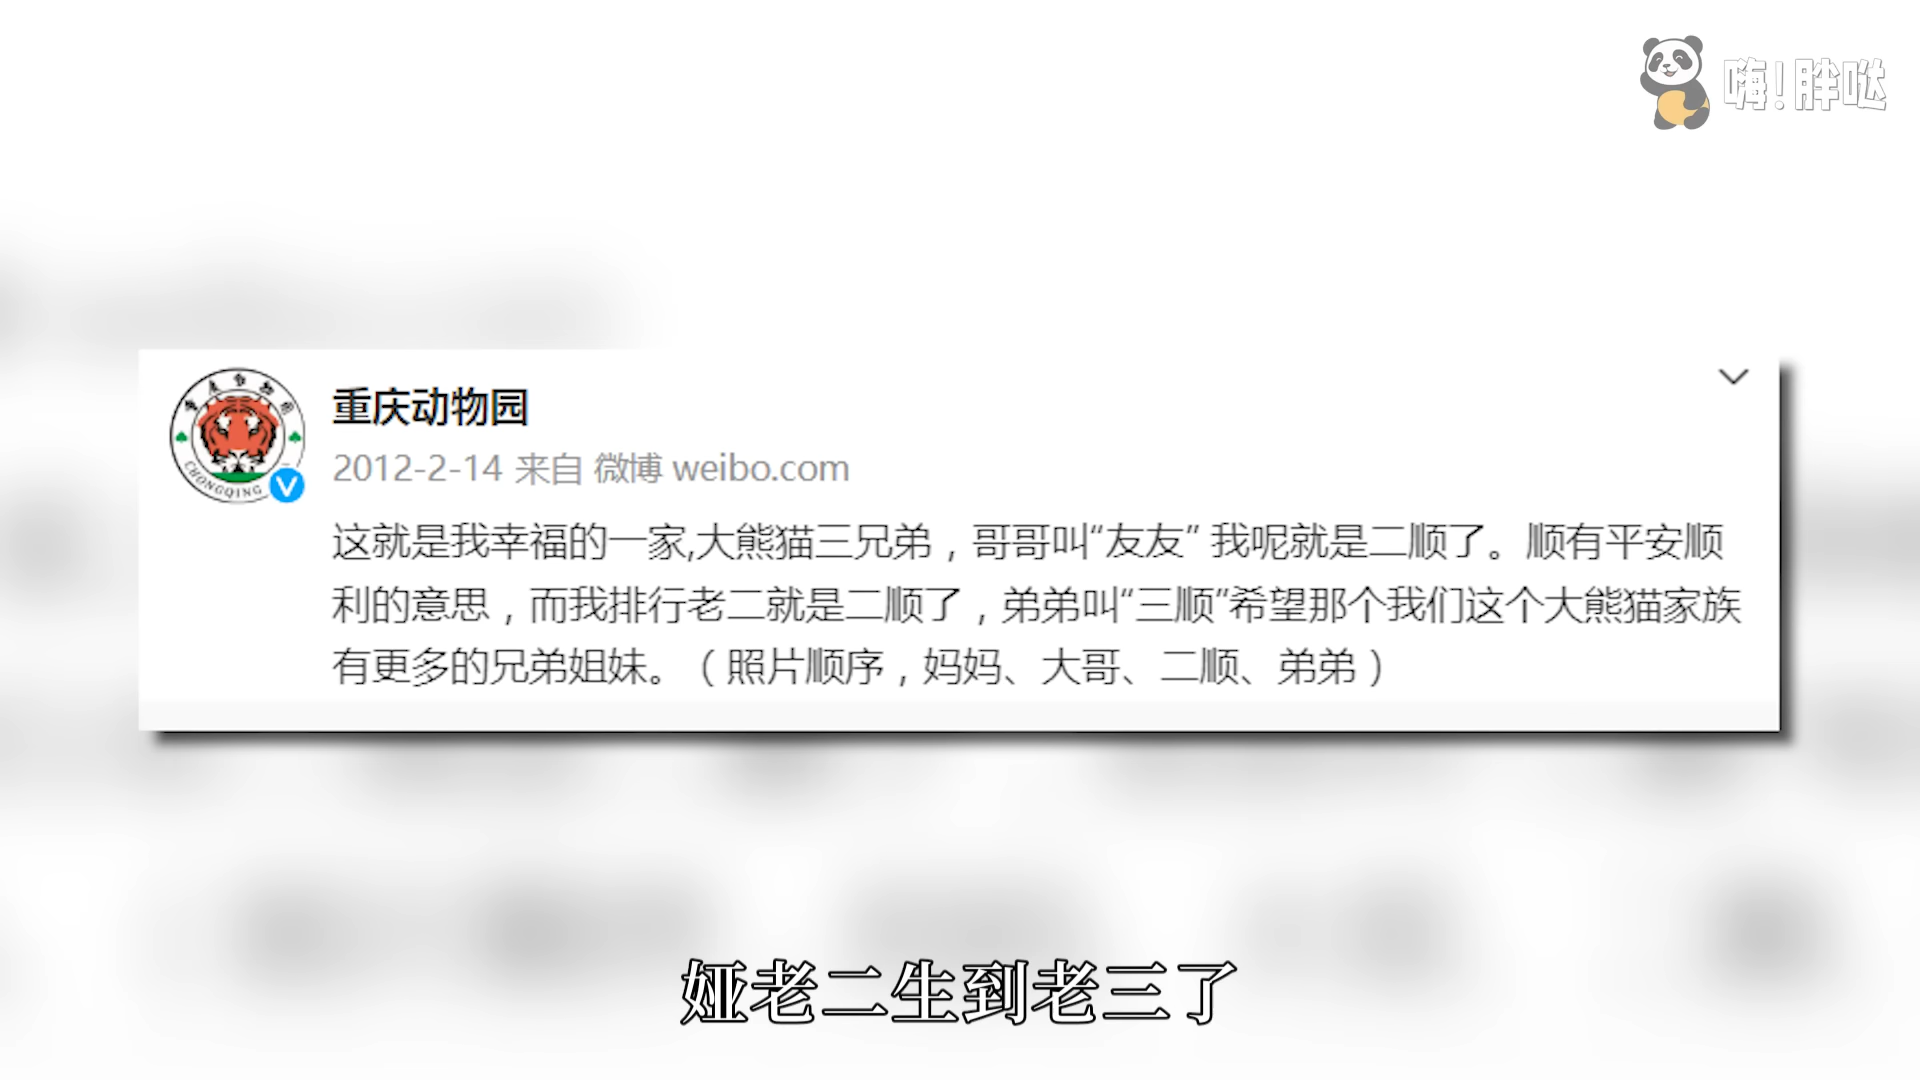 嗨!胖哒
重庆动物园
CHONGQING
2012-2-14 来自 微博 weibo.com
这就是我幸福的一家,大熊猫三兄弟，哥哥叫“友友” 我呢就是二顺了。顺有平安顺
利的意思，而我排行老二就是二顺了，弟弟叫“三顺”希望那个我们这个大熊猫家族
有更多的兄弟姐妹。（照片顺序，妈妈、大哥、二顺、弟弟）
娅老二生到老三了